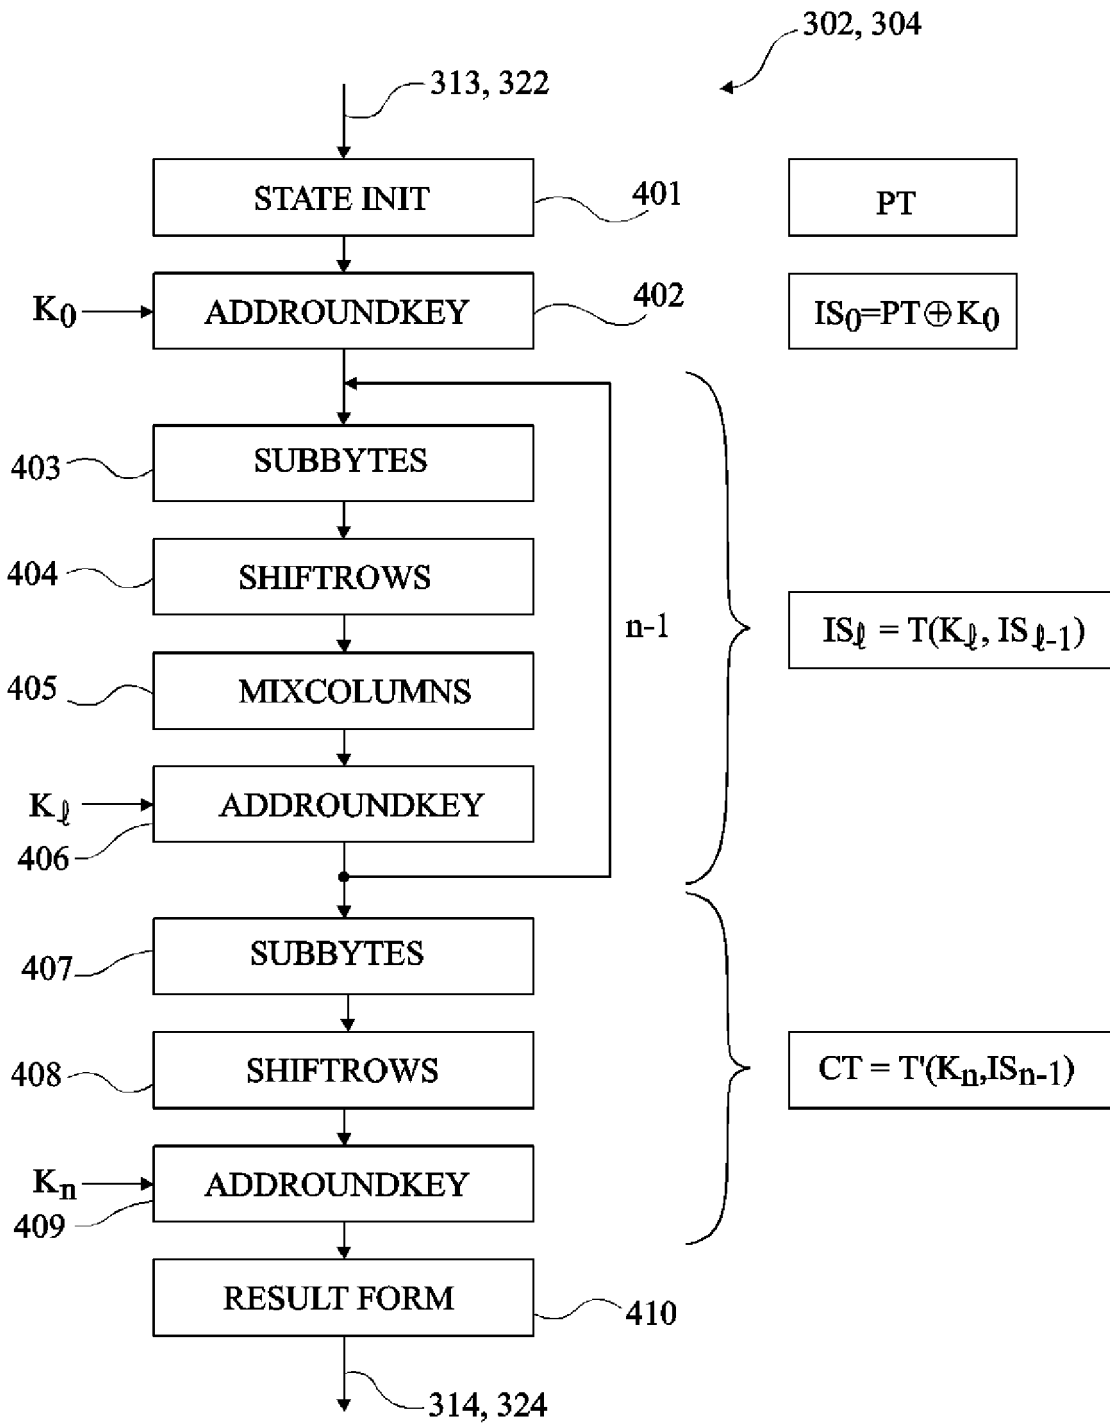 302, 304
313, 322
STATE INIT
401
PT
K0
ADDROUNDKEY
402
IS0=PT⊕K0
403
SUBBYTES
404
SHIFTROWS
n-1
ISℓ = T(Kℓ, ISℓ-1)
405
MIXCOLUMNS
Kℓ
ADDROUNDKEY
406
407
SUBBYTES
408
SHIFTROWS
CT = T'(Kn,ISn-1)
Kn
ADDROUNDKEY
409
RESULT FORM
410
314, 324